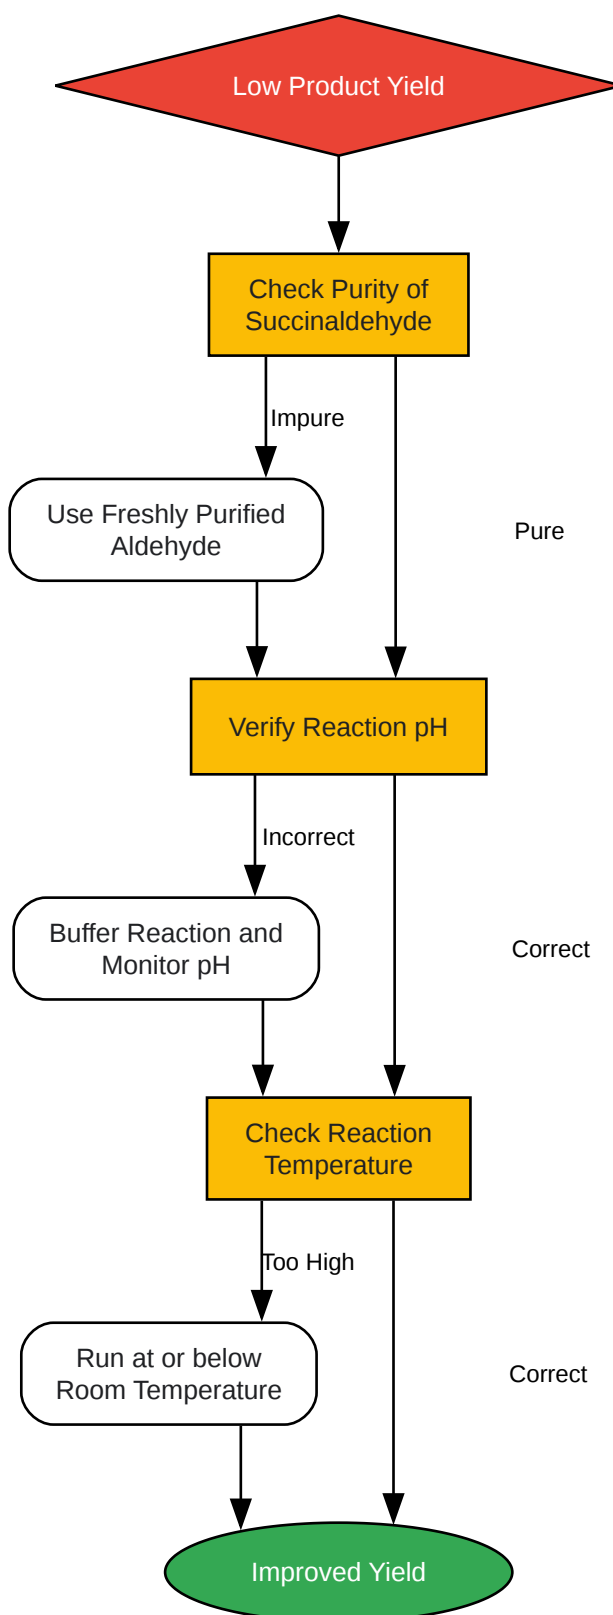 Low Product Yield
Check Purity of
Succinaldehyde
Impure
Use Freshly Purified
Aldehyde
Pure
Verify Reaction pH
Incorrect
Buffer Reaction and
Monitor pH
Correct
Check Reaction
Temperature
Too High
Run at or below
Room Temperature
Correct
Improved Yield